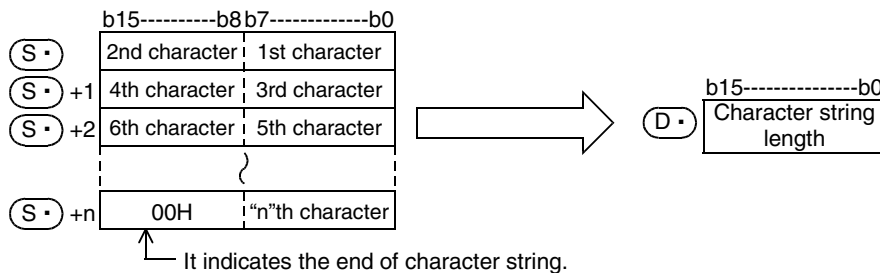 b15----------b8 b7-------------b0
S・ 2nd character 1st character
S・ +1 4th character 3rd character
S・ +2 6th character 5th character
S・ +n 00H “n”th character
It indicates the end of character string.
b15---------------b0
D・ Character string
length